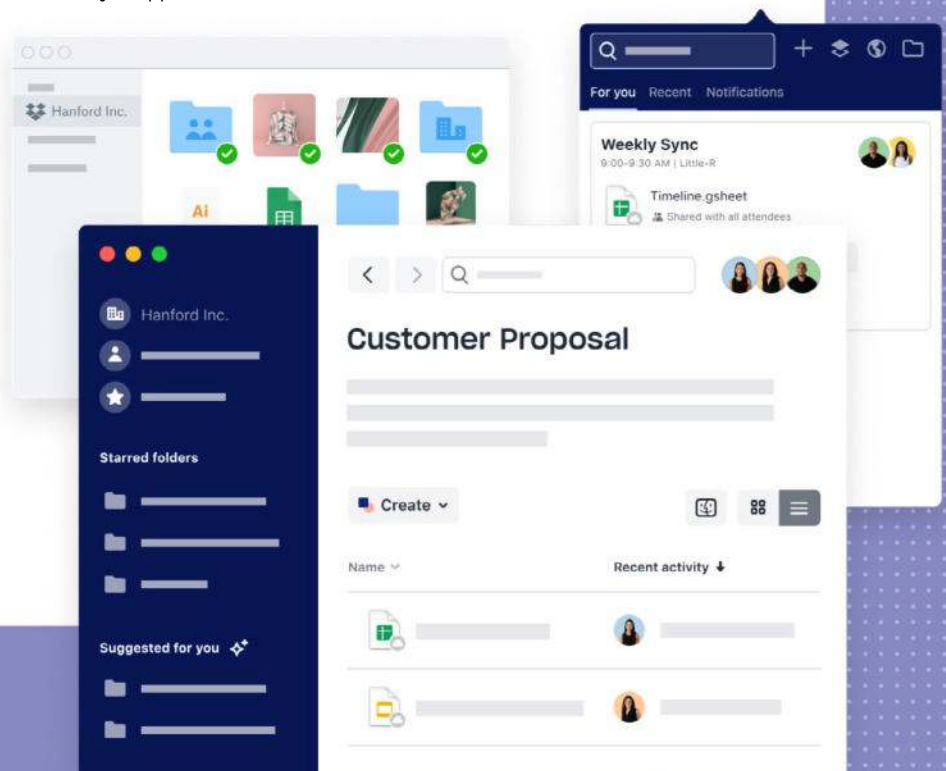 Hanford Inc.
Ai
For you Recent Notifications
Weekly Sync
9:00-9:30 AM | Little-R
Timeline.gsheet
Shared with all attendees
Hanford Inc.
Starred folders
Suggested for you
Customer Proposal
Create
Name
Recent activity